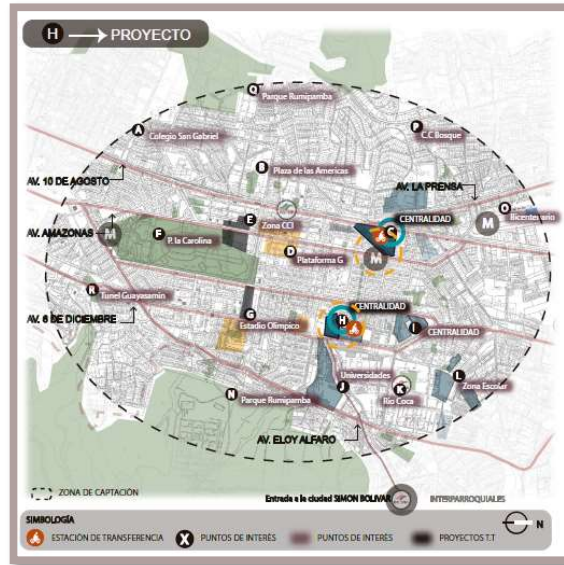 H → PROYECTO
Q
Parque Rumipamba
A
Colegio San Gabriel
P
C.C Bosque
B
Plaza de las Americas
AV. 10 DE AGOSTO
AV. LA PRENSA
O
Bicentenario
M
E
CENTRALIDAD
C
AV. AMAZONAS
M
F
P. la Carolina
Zona CCI
D
Plataforma G
M
R
Tunel Guayasamin
AV. 6 DE DICIEMBRE
G
Estadio Olímpico
CENTRALIDAD
H
I
CENTRALIDAD
Universidades
J
K
Rio Coca
L
Zona Escolar
N
Parque Rumipamba
AV. ELOY ALFARO
ZONA DE CAPTACIÓN
Entrada a la ciudad SIMON BOLIVAR
INTERPARROQUIALES
SIMBOLOGÍA
ESTACIÓN DE TRANSFERENCIA
X PUNTOS DE INTERÉS
PUNTOS DE INTERÉS
PROYECTOS T.T
N